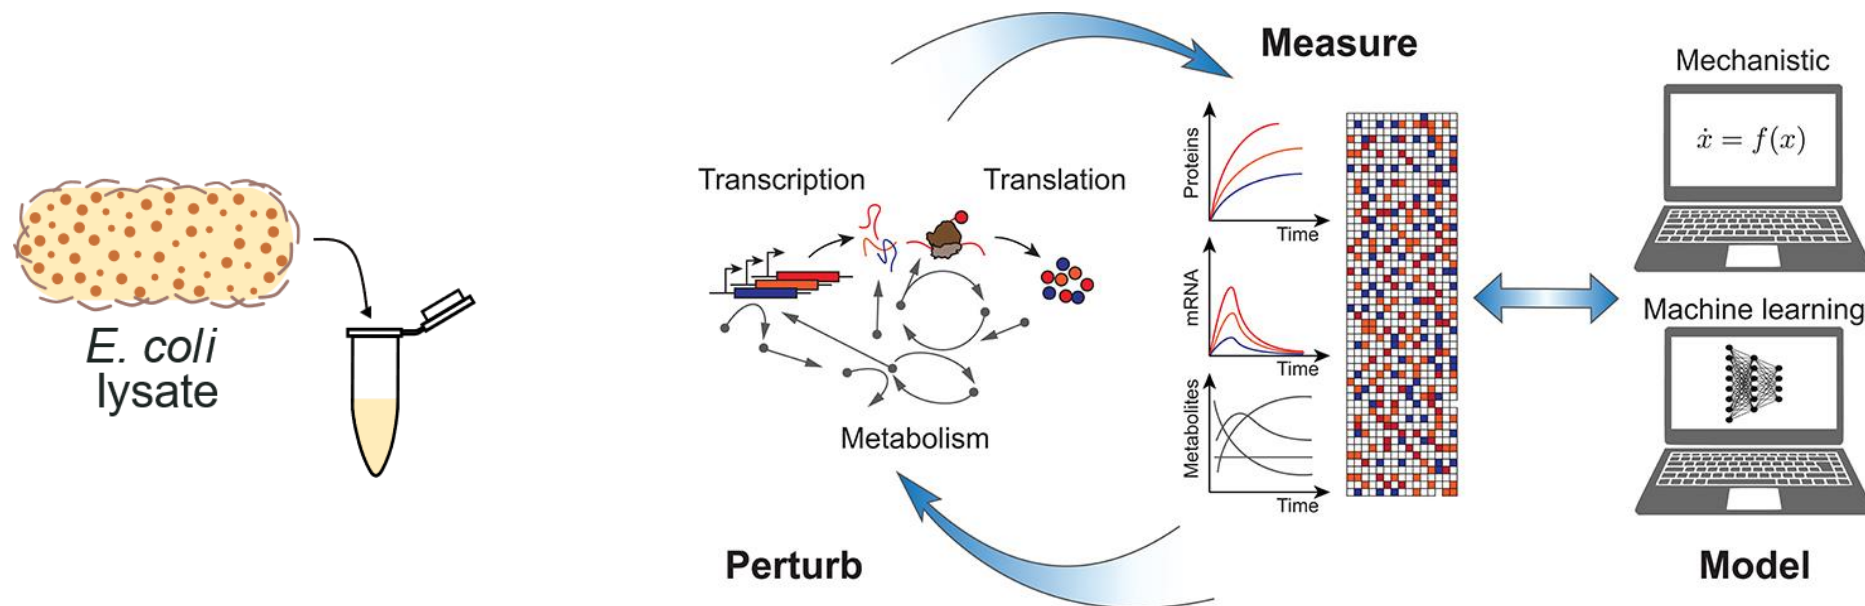 E. coli
lysate
Transcription
Translation
Metabolism
Perturb
Measure
Proteins
Time
mRNA
Time
Metabolites
Time
Mechanistic
ẋ = f(x)
Machine learning
Model